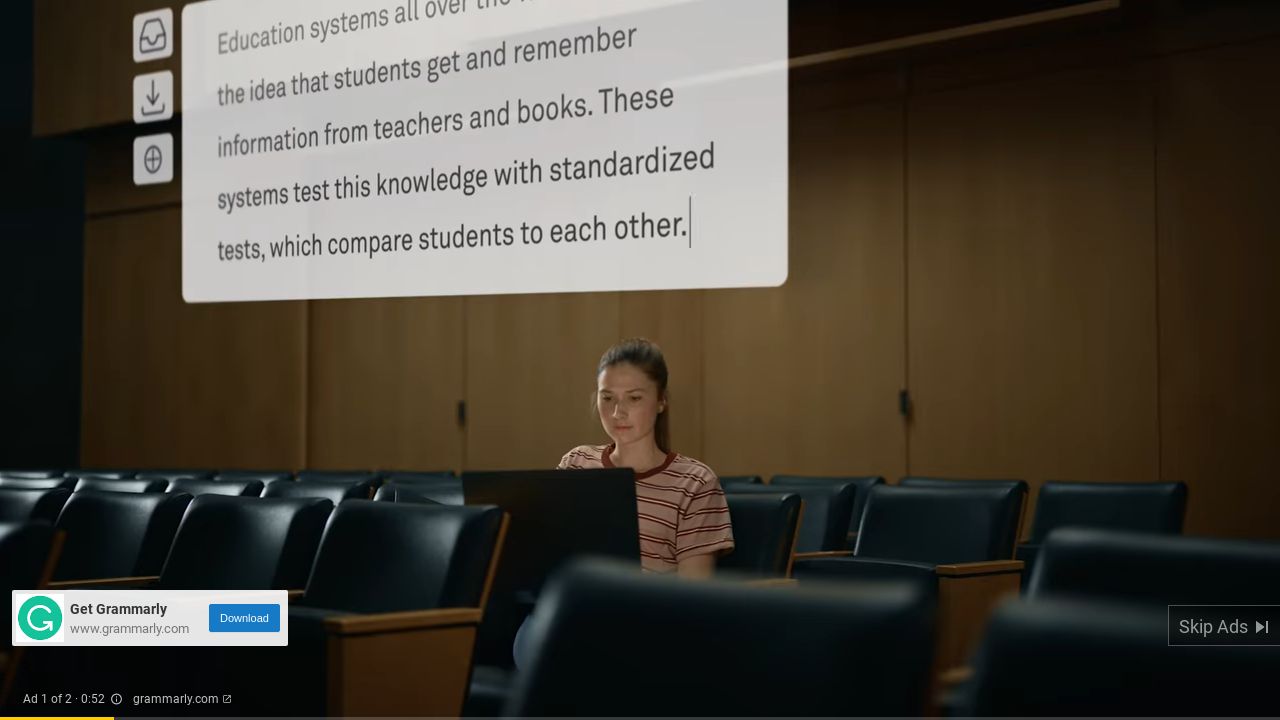 Education systems all over the
the idea that students get and remember
information from teachers and books. These
systems test this knowledge with standardized
tests, which compare students to each other.
Get Grammarly
www.grammarly.com
Download
Skip Ads
Ad 1 of 2 · 0:52
grammarly.com